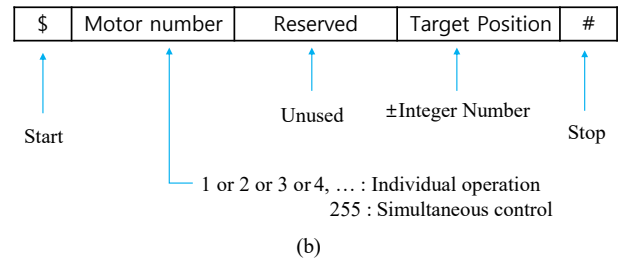 $ Motor number Reserved Target Position #
Start Unused ±Integer Number Stop
1 or 2 or 3 or 4, … : Individual operation
255 : Simultaneous control
(b)